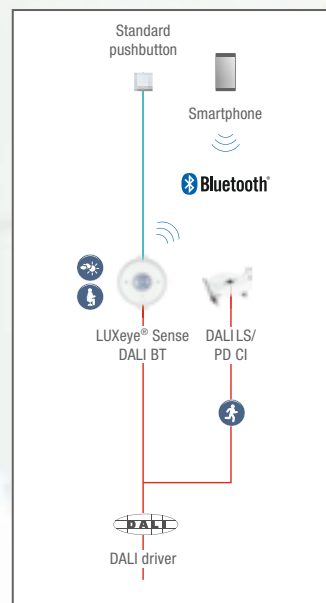 Standard
pushbutton
Smartphone
Bluetooth®
LUXeye® Sense
DALI BT
DALI LS/
PD CI
DALI
DALI driver